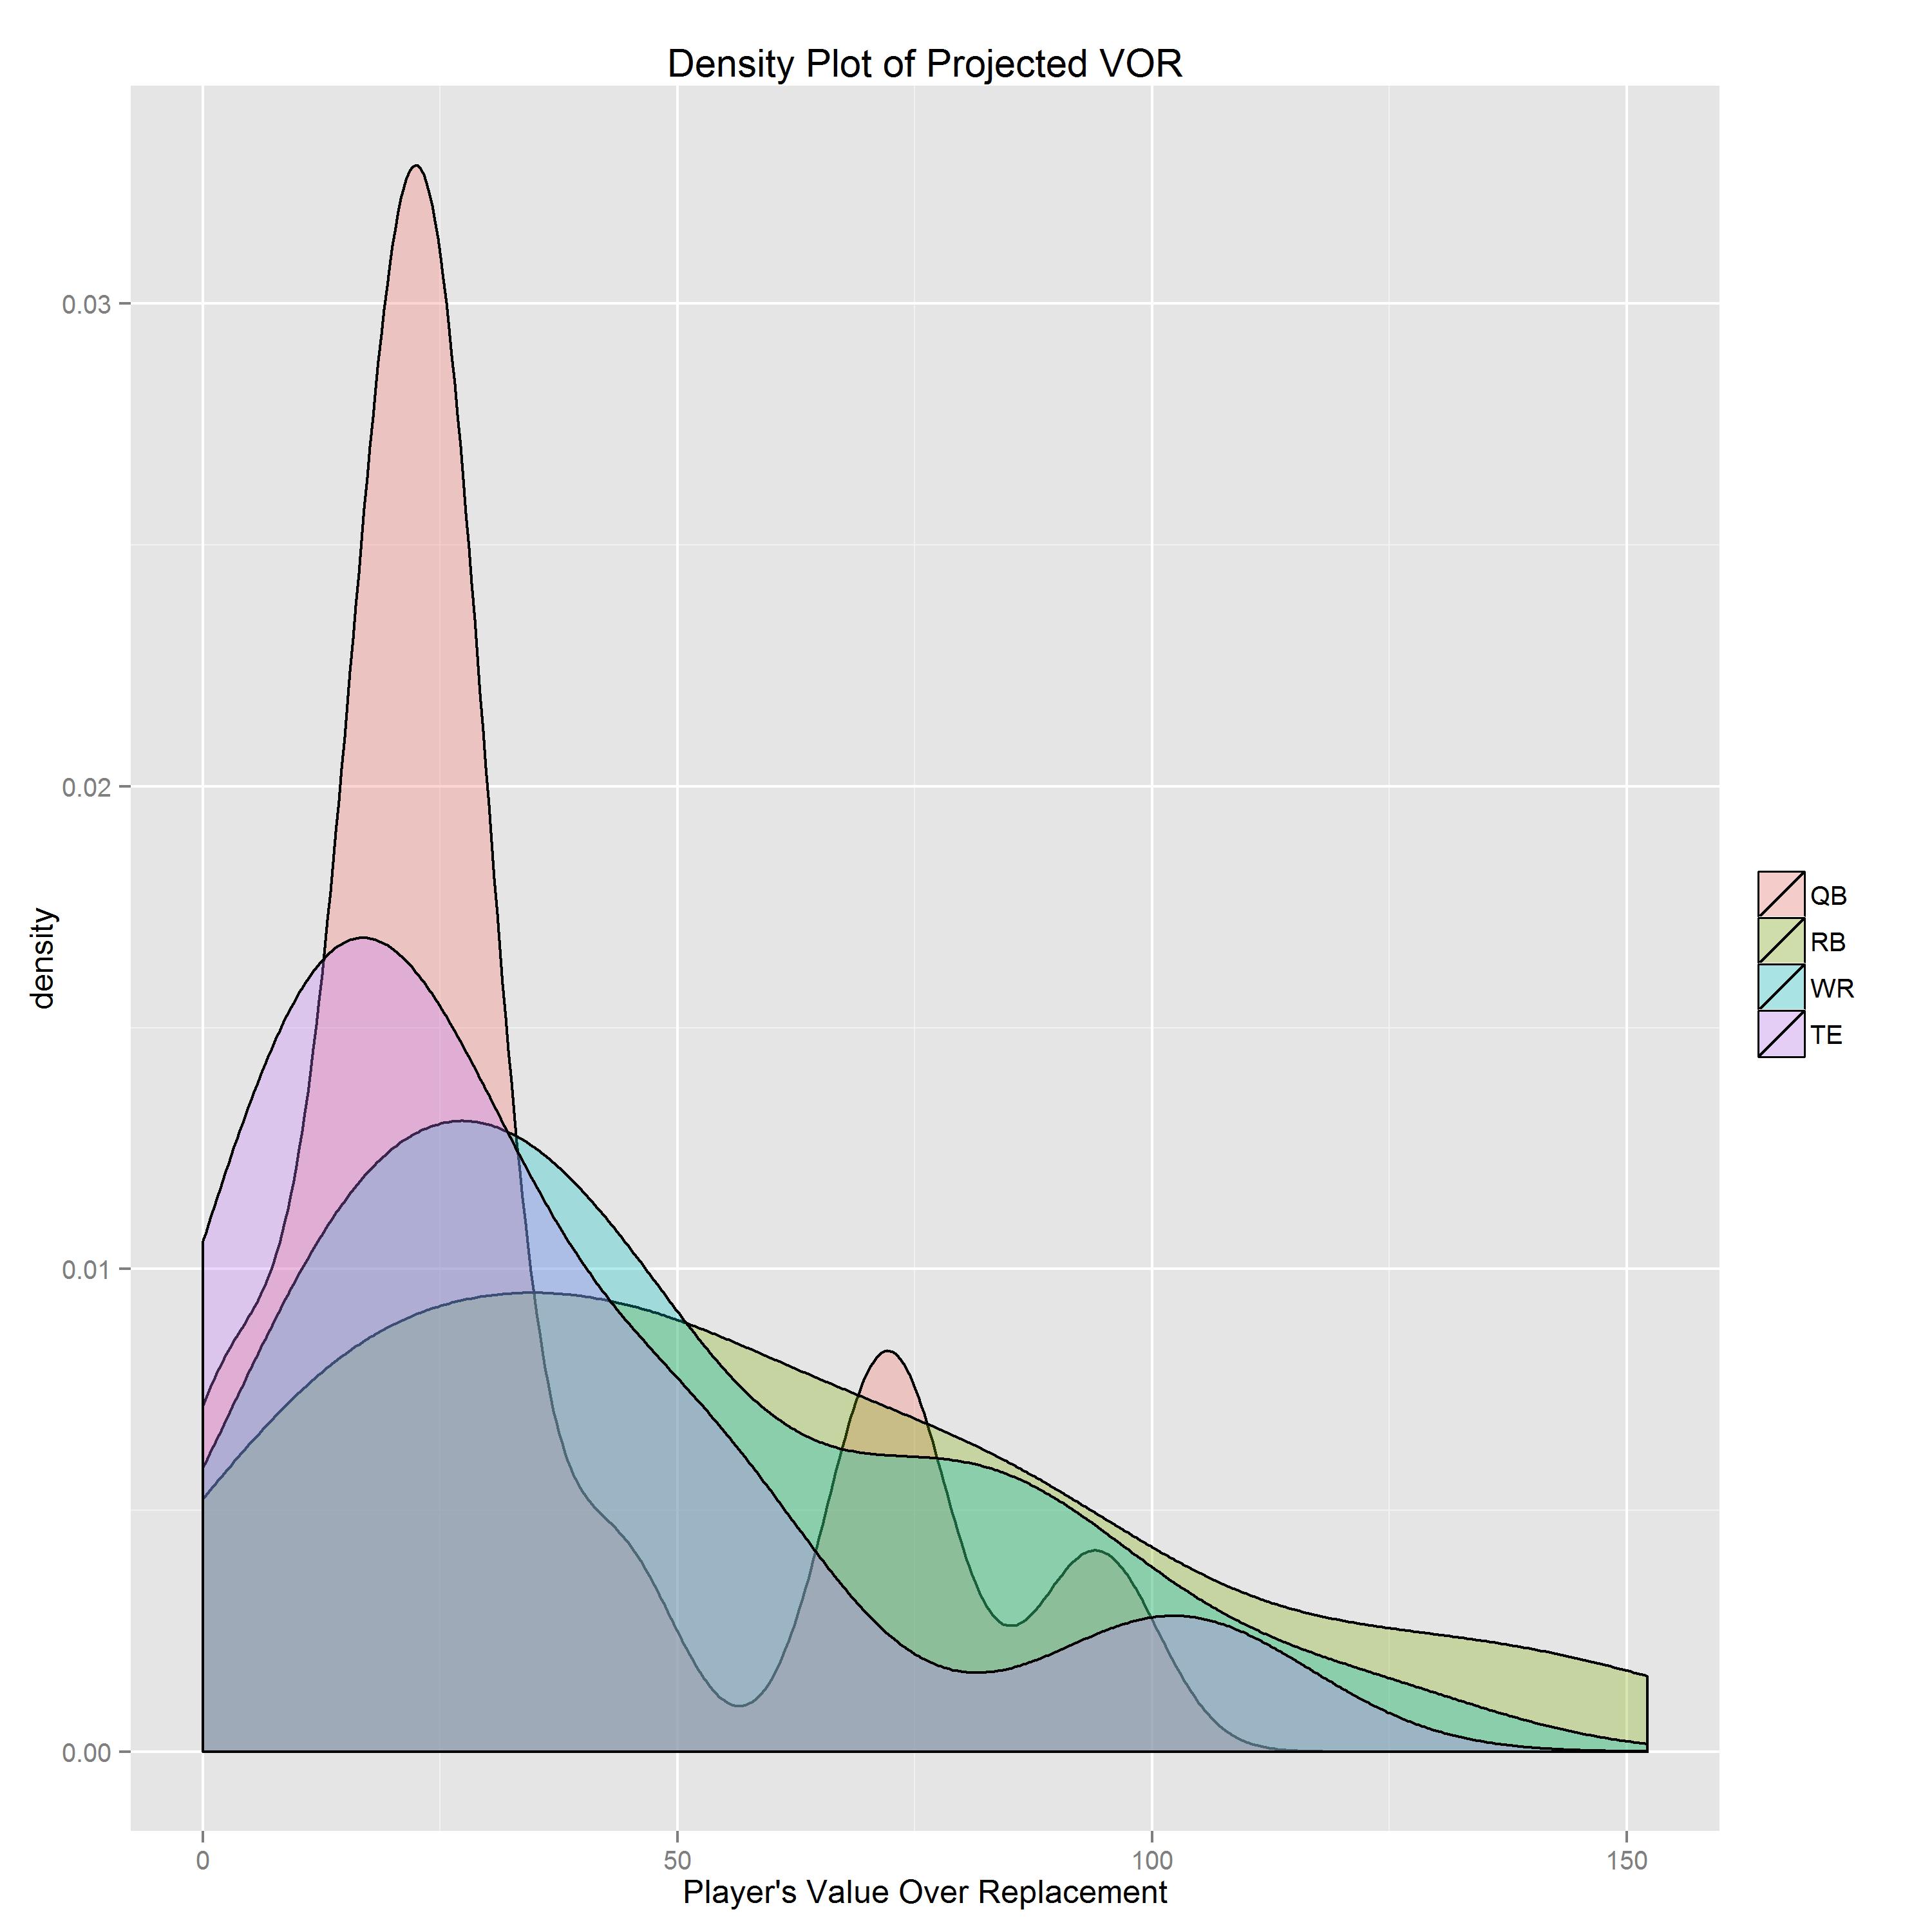 Density Plot of Projected VOR
density
0.03
0.02
0.01
0.00
0
50
100
150
Player's Value Over Replacement
QB
RB
WR
TE